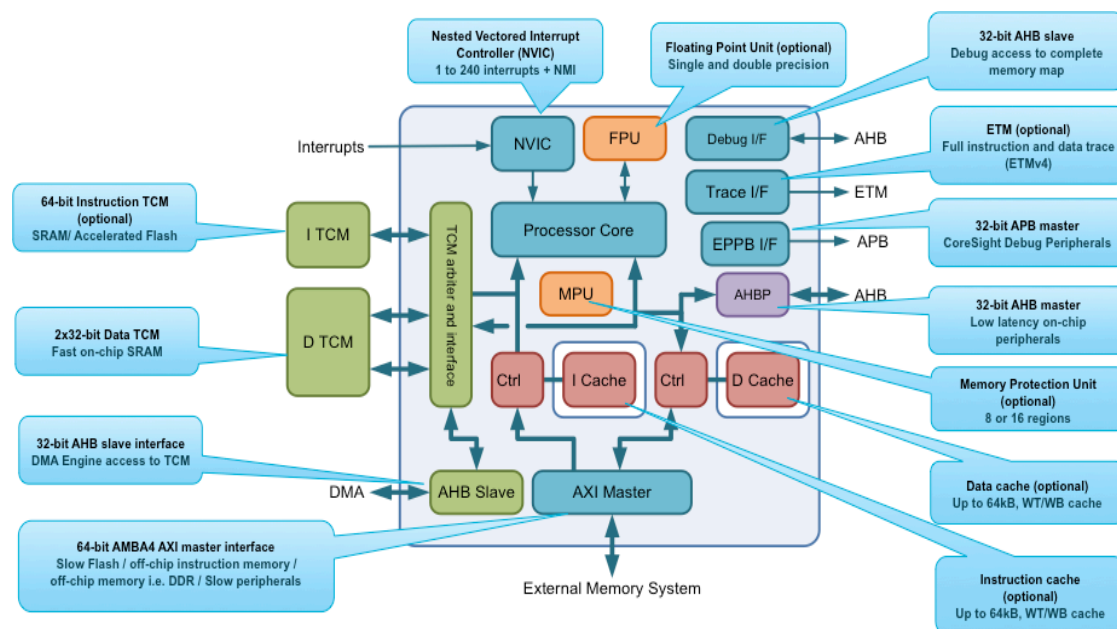 Nested Vectored Interrupt
Controller (NVIC)
1 to 240 interrupts + NMI
Floating Point Unit (optional)
Single and double precision
32-bit AHB slave
Debug access to complete
memory map
ETM (optional)
Full instruction and data trace
(ETMv4)
32-bit APB master
CoreSight Debug Peripherals
32-bit AHB master
Low latency on-chip
peripherals
Memory Protection Unit
(optional)
8 or 16 regions
Data cache (optional)
Up to 64kB, WT/WB cache
Instruction cache
(optional)
Up to 64kB, WT/WB cache
64-bit Instruction TCM
(optional)
SRAM/ Accelerated Flash
2x32-bit Data TCM
Fast on-chip SRAM
32-bit AHB slave interface
DMA Engine access to TCM
64-bit AMBA4 AXI master interface
Slow Flash / off-chip instruction memory /
off-chip memory i.e. DDR / Slow peripherals
Interrupts
NVIC
FPU
Debug I/F
AHB
Trace I/F
ETM
EPPB I/F
APB
AHBP
AHB
I TCM
D TCM
TCM arbiter and interface
Processor Core
MPU
Ctrl
I Cache
Ctrl
D Cache
DMA
AHB Slave
AXI Master
External Memory System